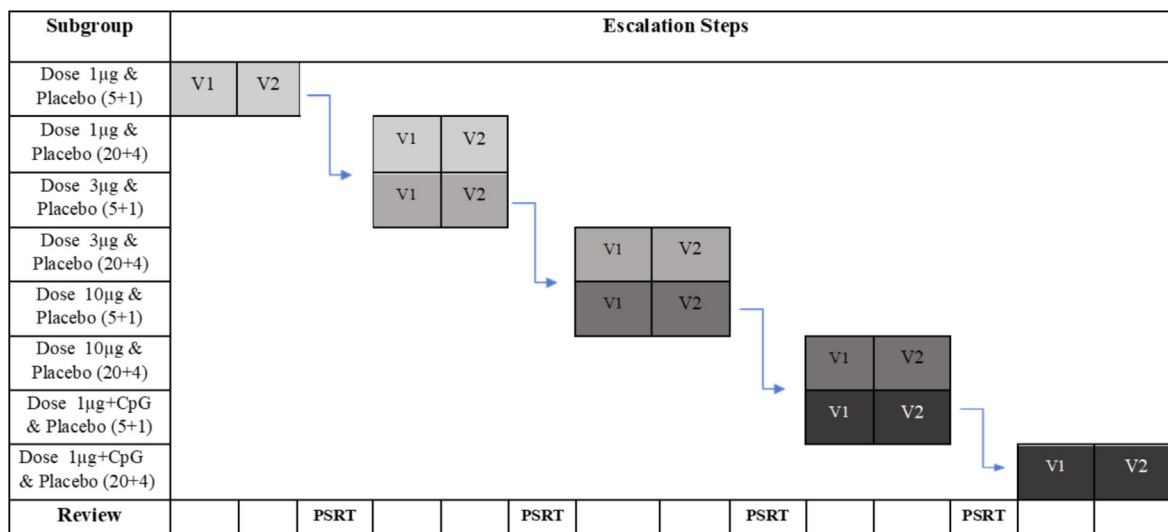 Subgroup Escalation Steps
Dose 1µg &
Placebo (5+1)
V1 V2
Dose 1µg &
Placebo (20+4)
V1 V2
Dose 3µg &
Placebo (5+1)
V1 V2
Dose 3µg &
Placebo (20+4)
V1 V2
Dose 10µg &
Placebo (5+1)
V1 V2
Dose 10µg &
Placebo (20+4)
V1 V2
Dose 1µg+CpG
& Placebo (5+1)
V1 V2
Dose 1µg+CpG
& Placebo (20+4)
V1 V2
Review PSRT PSRT PSRT PSRT